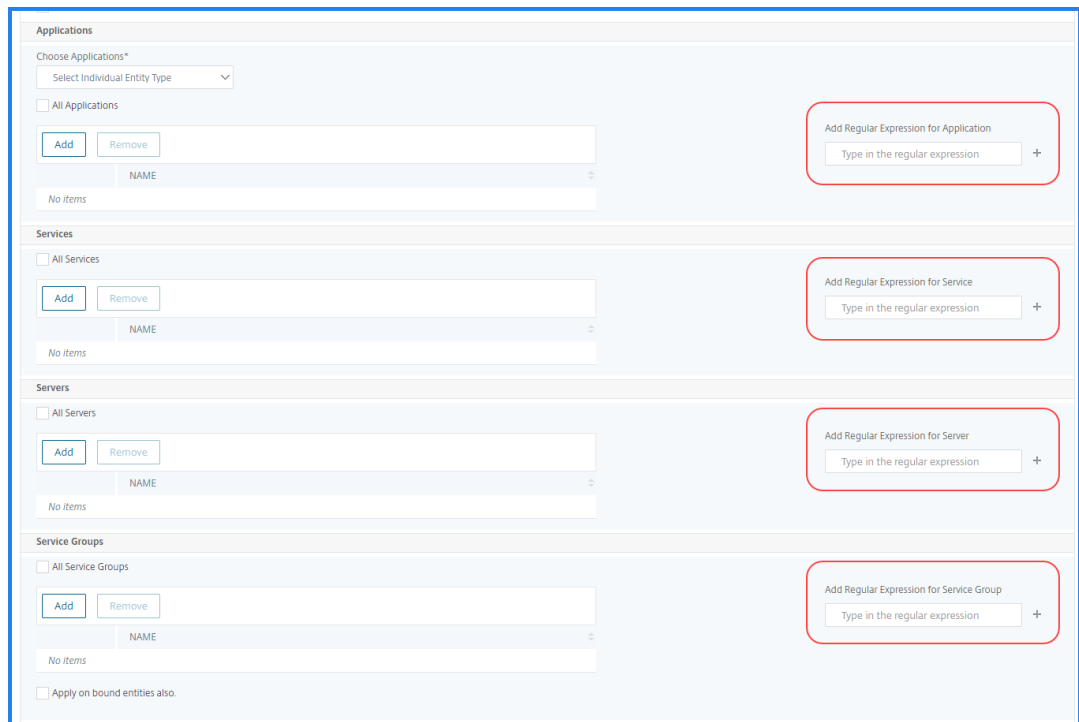 Applications
Choose Applications*
Select Individual Entity Type
All Applications
Add Remove
NAME
No items
Add Regular Expression for Application
Type in the regular expression +
Services
All Services
Add Remove
NAME
No items
Add Regular Expression for Service
Type in the regular expression +
Servers
All Servers
Add Remove
NAME
No items
Add Regular Expression for Server
Type in the regular expression +
Service Groups
All Service Groups
Add Remove
NAME
No items
Add Regular Expression for Service Group
Type in the regular expression +
Apply on bound entities also.